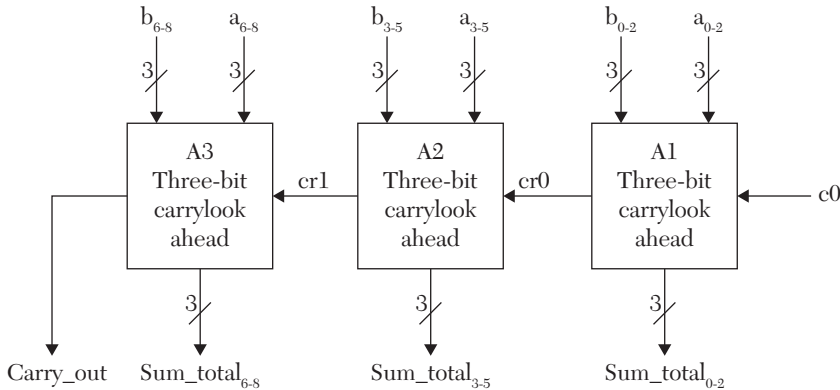 b6-8 a6-8 b3-5 a3-5 b0-2 a0-2
3 3 3 3 3 3
A3 A2 A1
Three-bit cr1 Three-bit cr0 Three-bit
carrylook carrylook carrylook c0
ahead ahead ahead
3 3 3
Carry_out Sum_total6-8 Sum_total3-5 Sum_total0-2